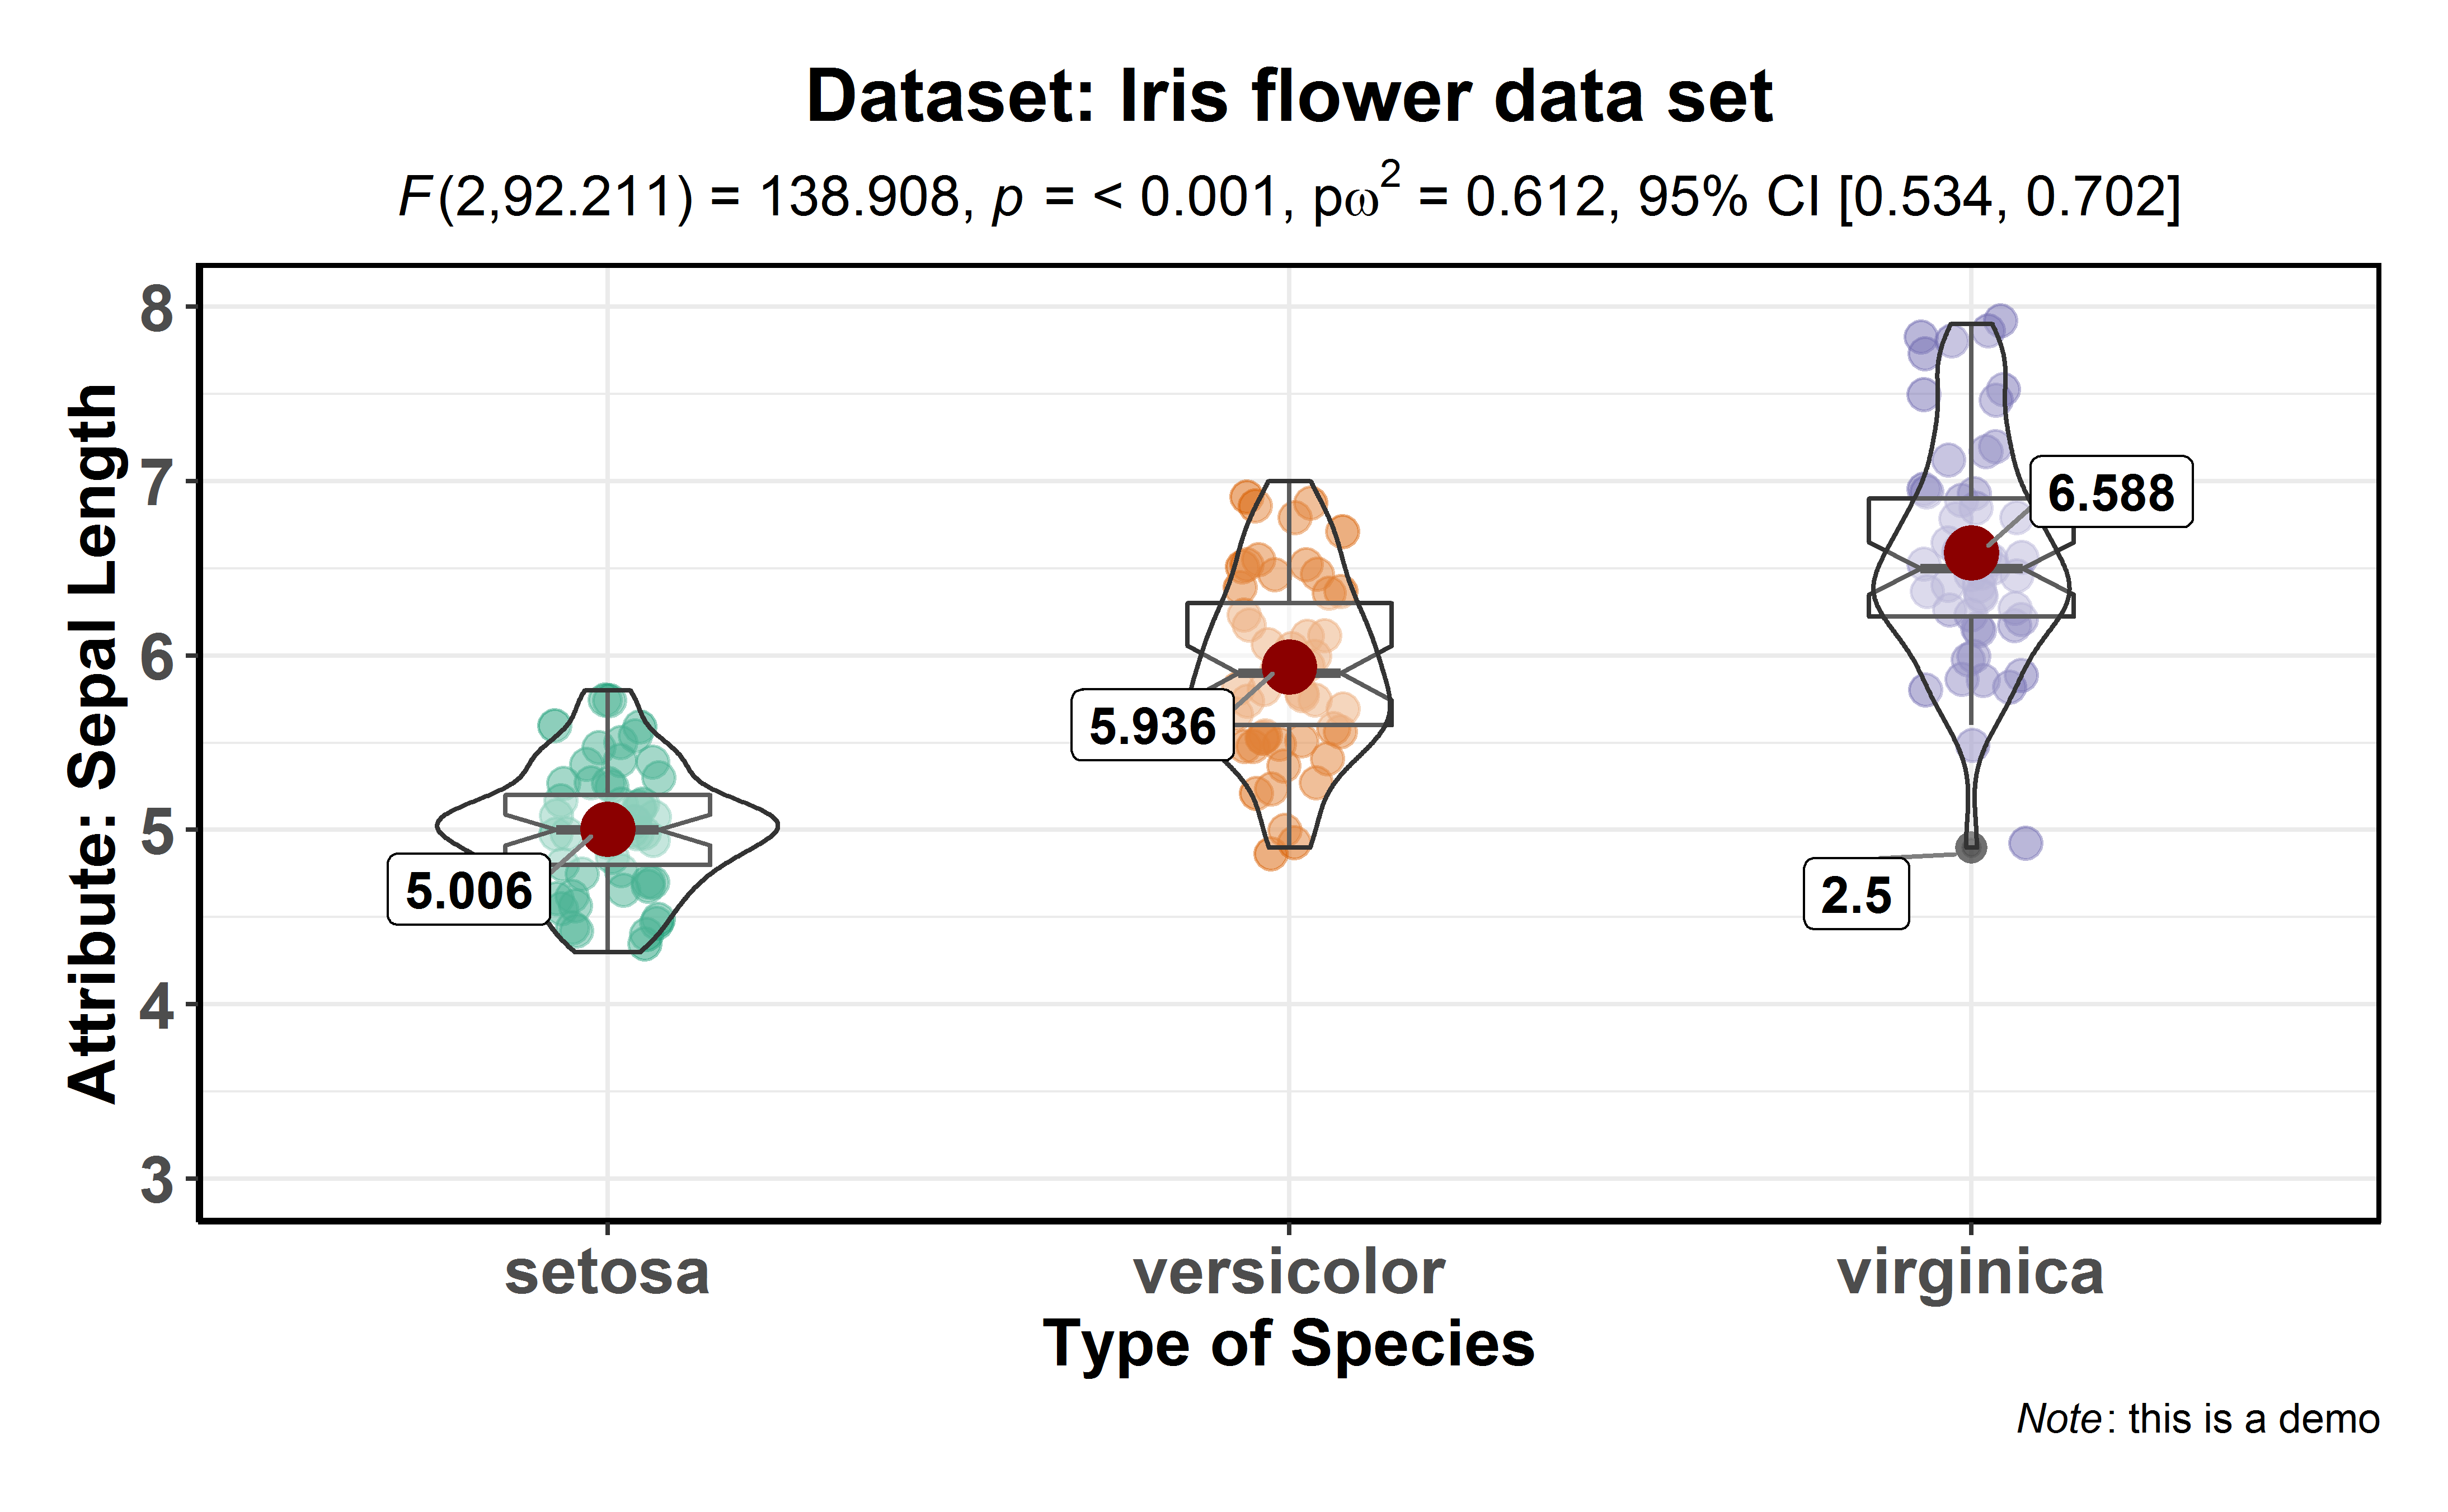 Dataset: Iris flower data set
F(2,92.211) = 138.908, p = < 0.001, pω² = 0.612, 95% CI [0.534, 0.702]
Attribute: Sepal Length
8
7
6
5
4
3
6.588
5.936
5.006
2.5
setosa versicolor virginica
Type of Species
Note: this is a demo